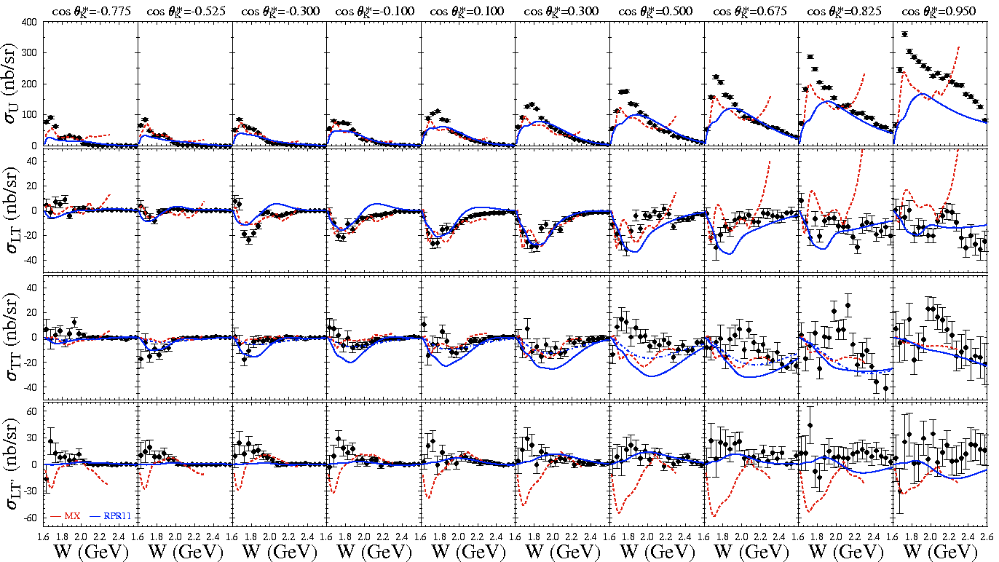 cos θ*K=-0.775 cos θ*K=-0.525 cos θ*K=-0.300 cos θ*K=-0.100 cos θ*K=0.100 cos θ*K=0.300 cos θ*K=0.500 cos θ*K=0.675 cos θ*K=0.825 cos θ*K=0.950
σU (nb/sr)
400
300
200
100
0
σLT (nb/sr)
40
20
0
-20
-40
σTT (nb/sr)
40
20
0
-20
-40
σLT' (nb/sr)
60
30
0
-30
-60
MX RPR11
1.6 1.8 2.0 2.2 2.4 1.6 1.8 2.0 2.2 2.4 1.6 1.8 2.0 2.2 2.4 1.6 1.8 2.0 2.2 2.4 1.6 1.8 2.0 2.2 2.4 1.6 1.8 2.0 2.2 2.4 1.6 1.8 2.0 2.2 2.4 1.6 1.8 2.0 2.2 2.4 1.6 1.8 2.0 2.2 2.4 1.6 1.8 2.0 2.2 2.4 2.6
W (GeV) W (GeV) W (GeV) W (GeV) W (GeV) W (GeV) W (GeV) W (GeV) W (GeV) W (GeV)